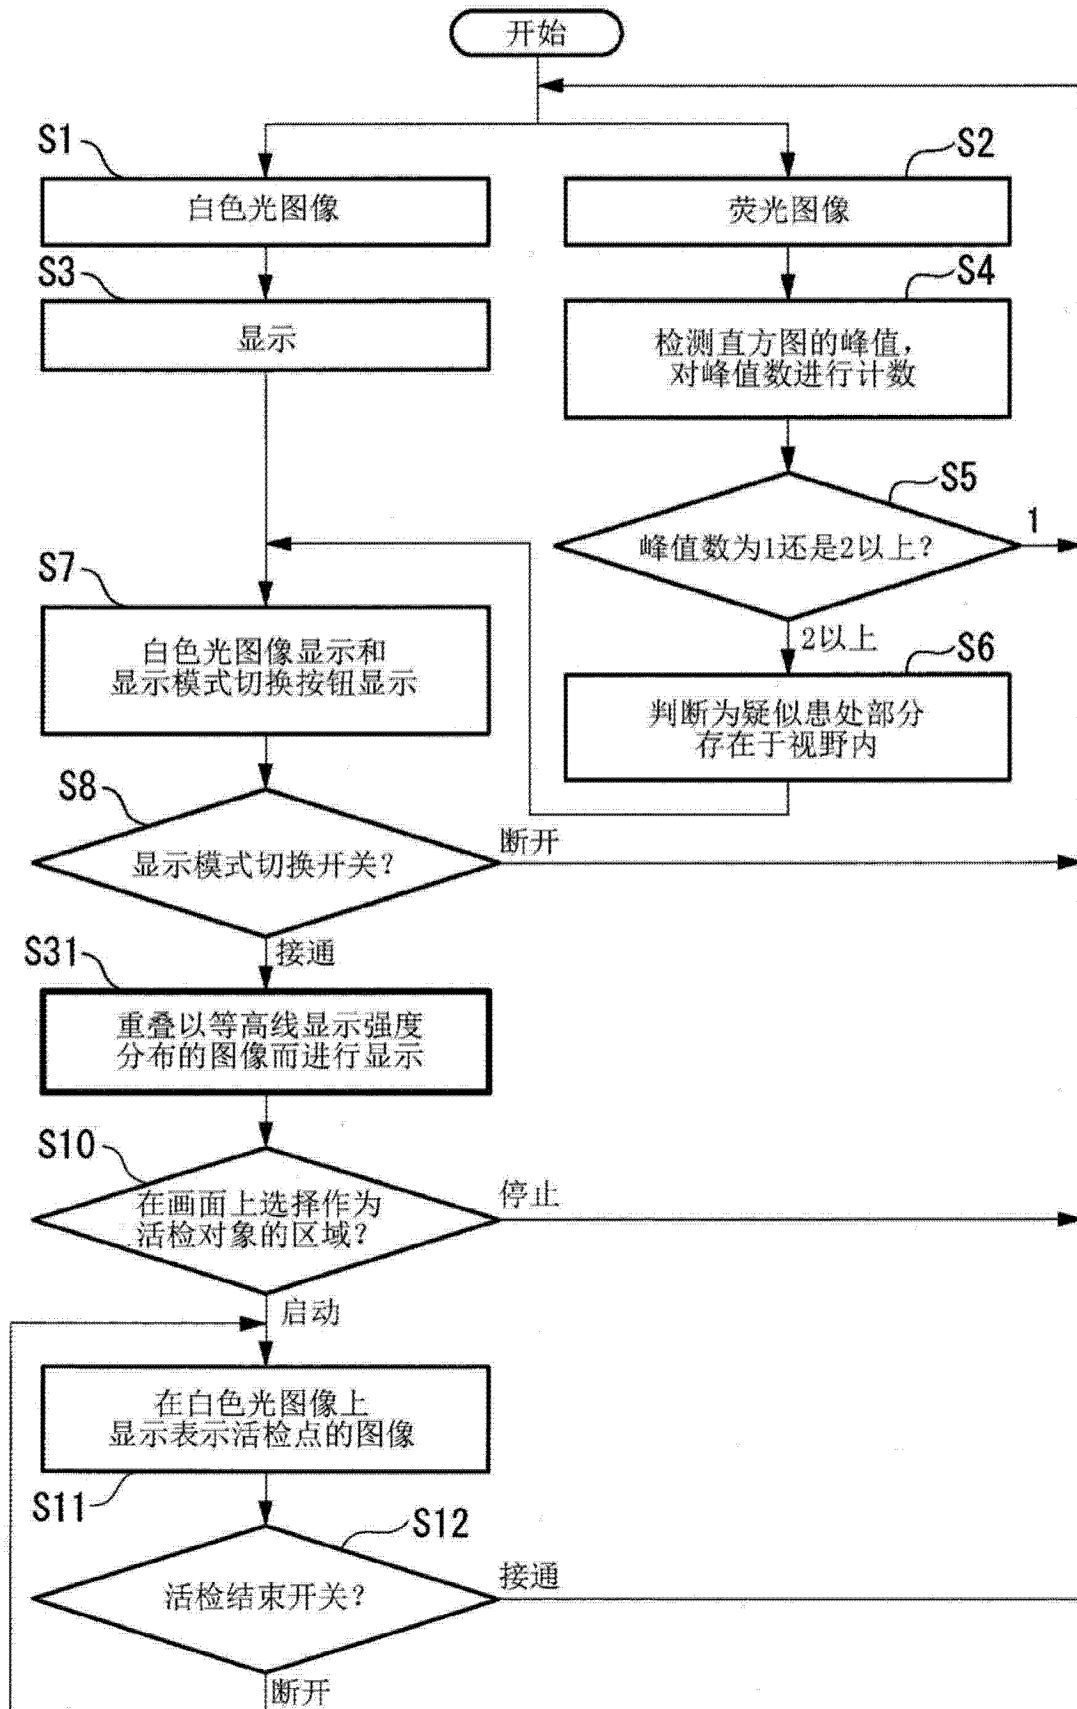 开始
S1
白色光图像
S2
荧光图像
S3
显示
S4
检测直方图的峰值，
对峰值数进行计数
S5
峰值数为1还是2以上？
1
2以上
S6
判断为疑似患处部分
存在于视野内
S7
白色光图像显示和
显示模式切换按钮显示
S8
显示模式切换开关？
断开
接通
S31
重叠以等高线显示强度
分布的图像而进行显示
S10
在画面上选择作为
活检对象的区域？
停止
启动
在白色光图像上
显示表示活检点的图像
S11
S12
活检结束开关？
接通
断开